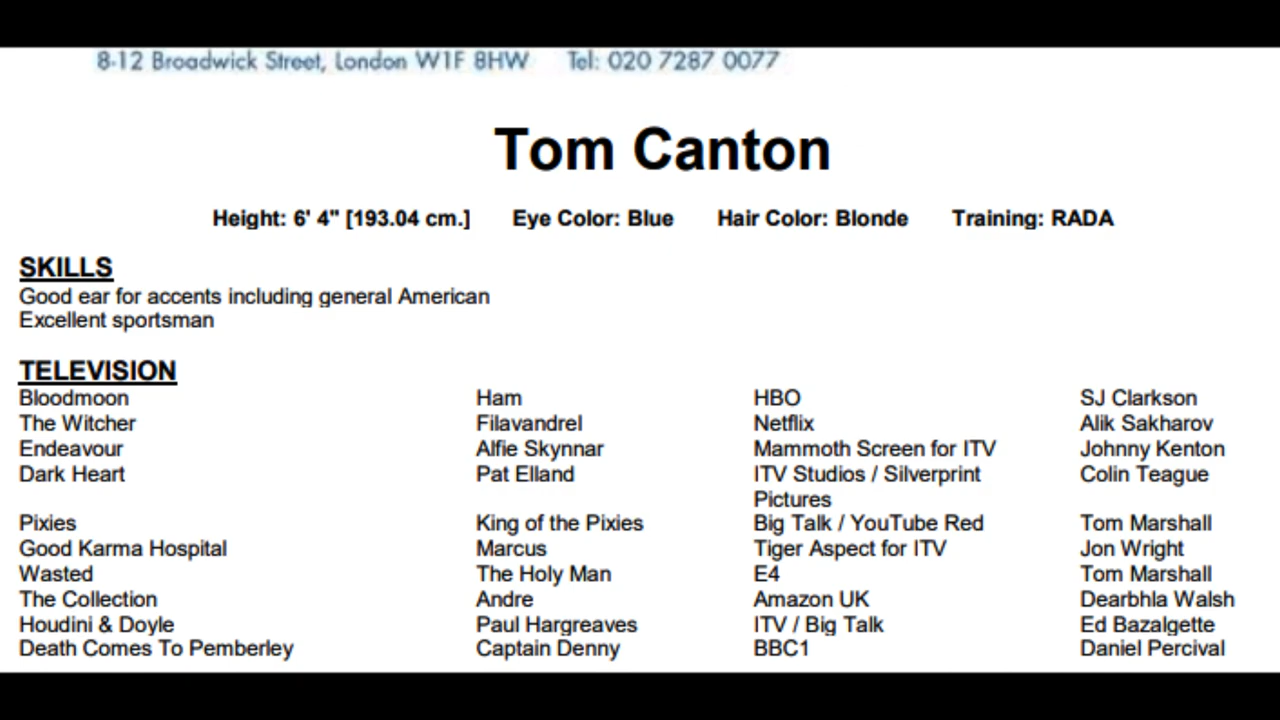 8-12 Broadwick Street, London W1F 8HW Tel: 020 7287 0077
Tom Canton
Height: 6' 4" [193.04 cm.] Eye Color: Blue Hair Color: Blonde Training: RADA
SKILLS
Good ear for accents including general American
Excellent sportsman
TELEVISION
Bloodmoon Ham HBO SJ Clarkson
The Witcher Filavandrel Netflix Alik Sakharov
Endeavour Alfie Skynnar Mammoth Screen for ITV Johnny Kenton
Dark Heart Pat Elland ITV Studios / Silverprint Colin Teague
Pictures
Pixies King of the Pixies Big Talk / YouTube Red Tom Marshall
Good Karma Hospital Marcus Tiger Aspect for ITV Jon Wright
Wasted The Holy Man E4 Tom Marshall
The Collection Andre Amazon UK Dearbhla Walsh
Houdini & Doyle Paul Hargreaves ITV / Big Talk Ed Bazalgette
Death Comes To Pemberley Captain Denny BBC1 Daniel Percival